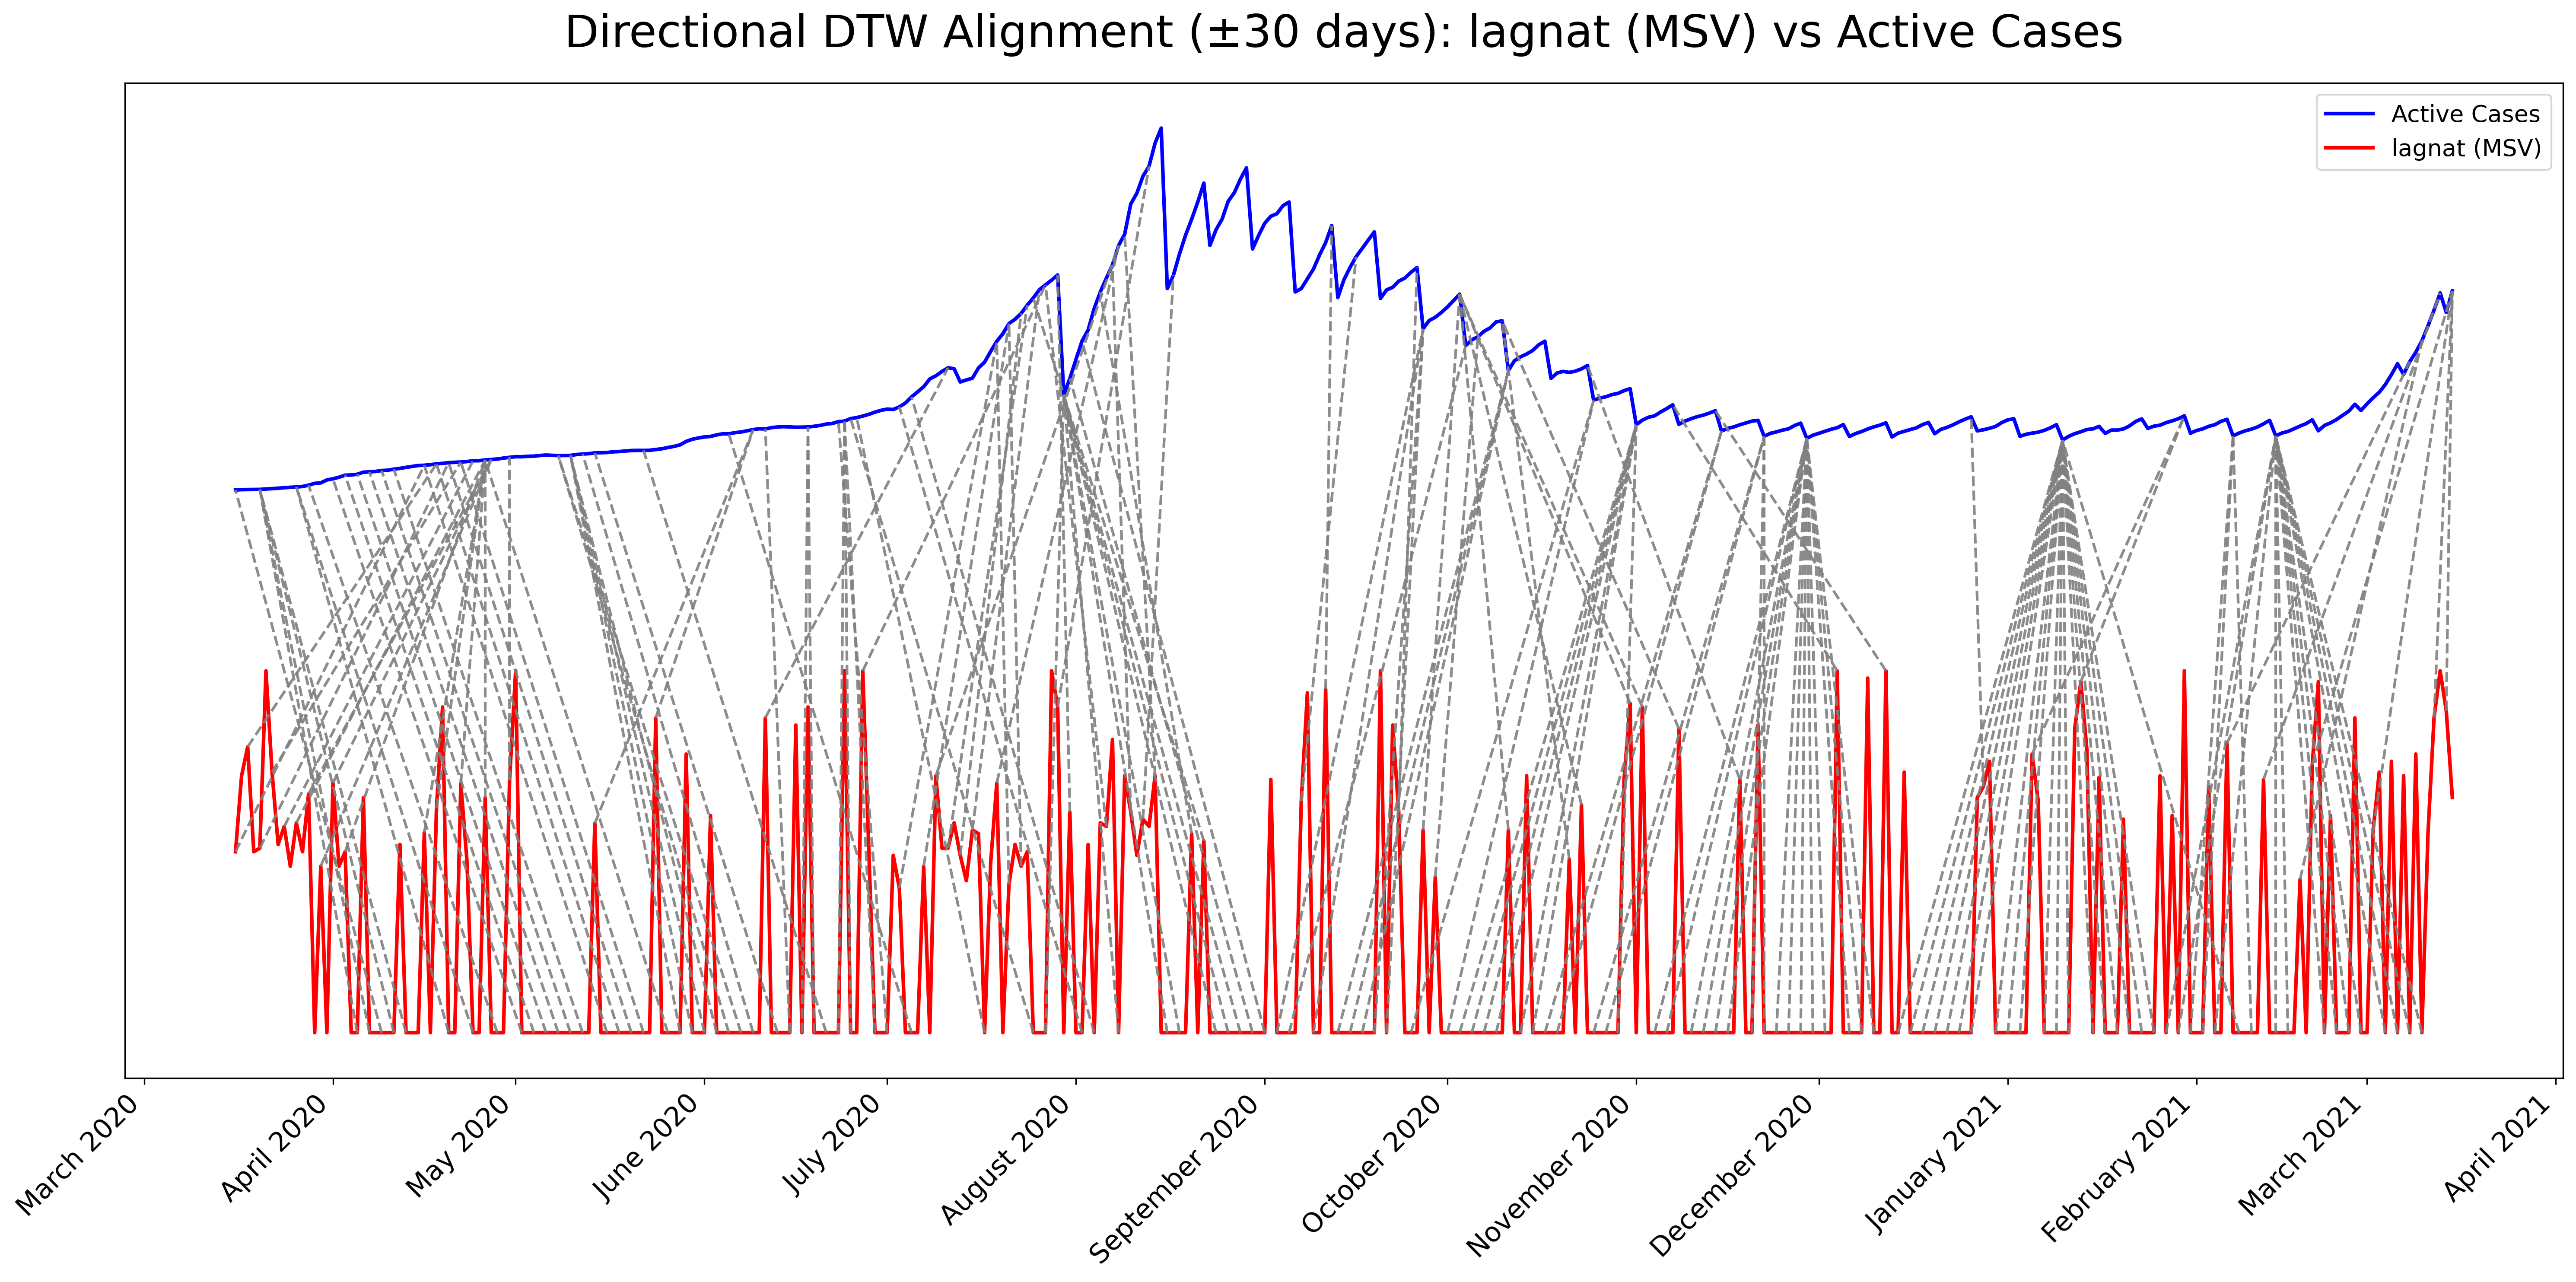 Directional DTW Alignment (±30 days): lagnat (MSV) vs Active Cases
Active Cases
lagnat (MSV)
March 2020
April 2020
May 2020
June 2020
July 2020
August 2020
September 2020
October 2020
November 2020
December 2020
January 2021
February 2021
March 2021
April 2021